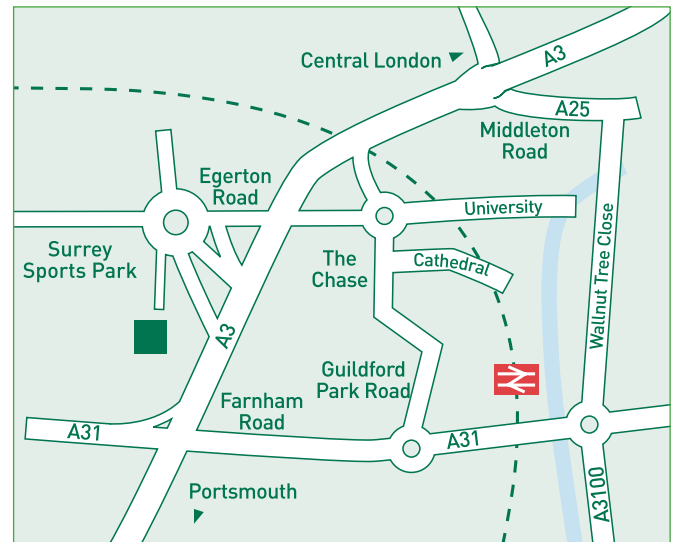 Central London
A3
A25
Middleton
Road
Egerton
Road
University
Surrey
Sports Park
The
Chase
Cathedral
Wallnut Tree Close
A3
Guildford
Park Road
Farnham
Road
A31
A31
A3100
Portsmouth